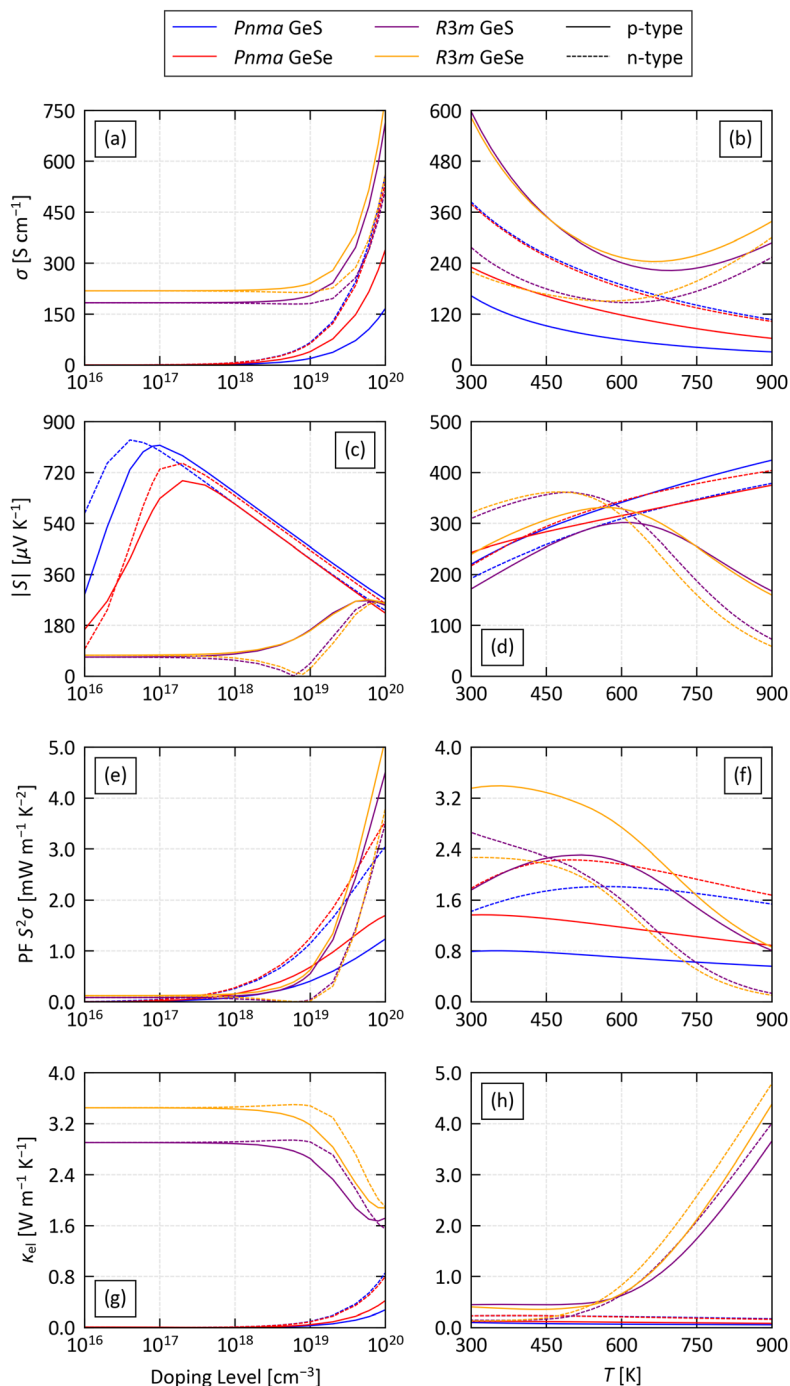 Pnma GeS R3m GeS p-type
Pnma GeSe R3m GeSe n-type
(a)
σ [S cm⁻¹]
750
600
450
300
150
0
10¹⁶ 10¹⁷ 10¹⁸ 10¹⁹ 10²⁰
(b)
600
480
360
240
120
0
300 450 600 750 900
(c)
|S| [μV K⁻¹]
900
720
540
360
180
0
10¹⁶ 10¹⁷ 10¹⁸ 10¹⁹ 10²⁰
500
400
300
200
100
0
(d)
300 450 600 750 900
(e)
PF S²σ [mW m⁻¹ K⁻²]
5.0
4.0
3.0
2.0
1.0
0.0
10¹⁶ 10¹⁷ 10¹⁸ 10¹⁹ 10²⁰
(f)
4.0
3.2
2.4
1.6
0.8
0.0
300 450 600 750 900
κel [W m⁻¹ K⁻¹]
4.0
3.2
2.4
1.6
0.8
0.0
(g)
10¹⁶ 10¹⁷ 10¹⁸ 10¹⁹ 10²⁰
Doping Level [cm⁻³]
(h)
5.0
4.0
3.0
2.0
1.0
0.0
300 450 600 750 900
T [K]